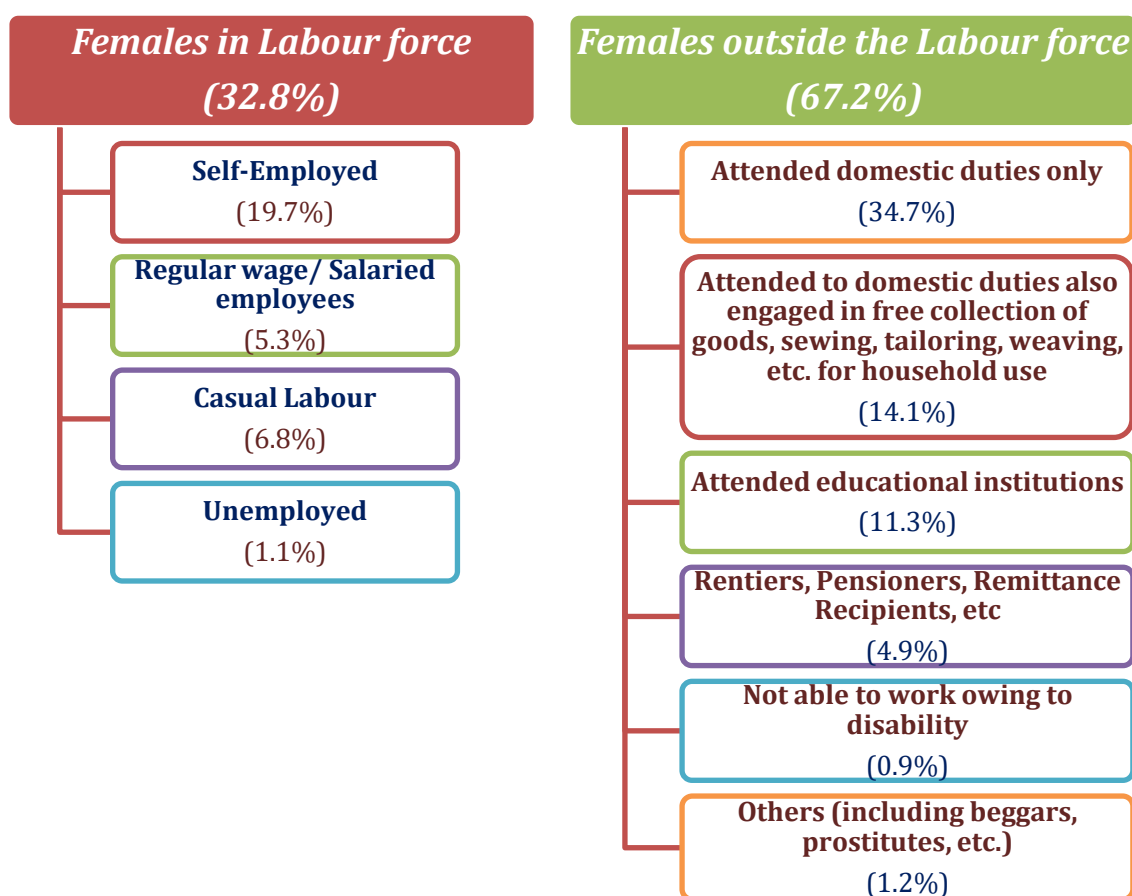 Females in Labour force
(32.8%)
Self-Employed
(19.7%)
Regular wage/ Salaried
employees
(5.3%)
Casual Labour
(6.8%)
Unemployed
(1.1%)
Females outside the Labour force
(67.2%)
Attended domestic duties only
(34.7%)
Attended to domestic duties also
engaged in free collection of
goods, sewing, tailoring, weaving,
etc. for household use
(14.1%)
Attended educational institutions
(11.3%)
Rentiers, Pensioners, Remittance
Recipients, etc
(4.9%)
Not able to work owing to
disability
(0.9%)
Others (including beggars,
prostitutes, etc.)
(1.2%)